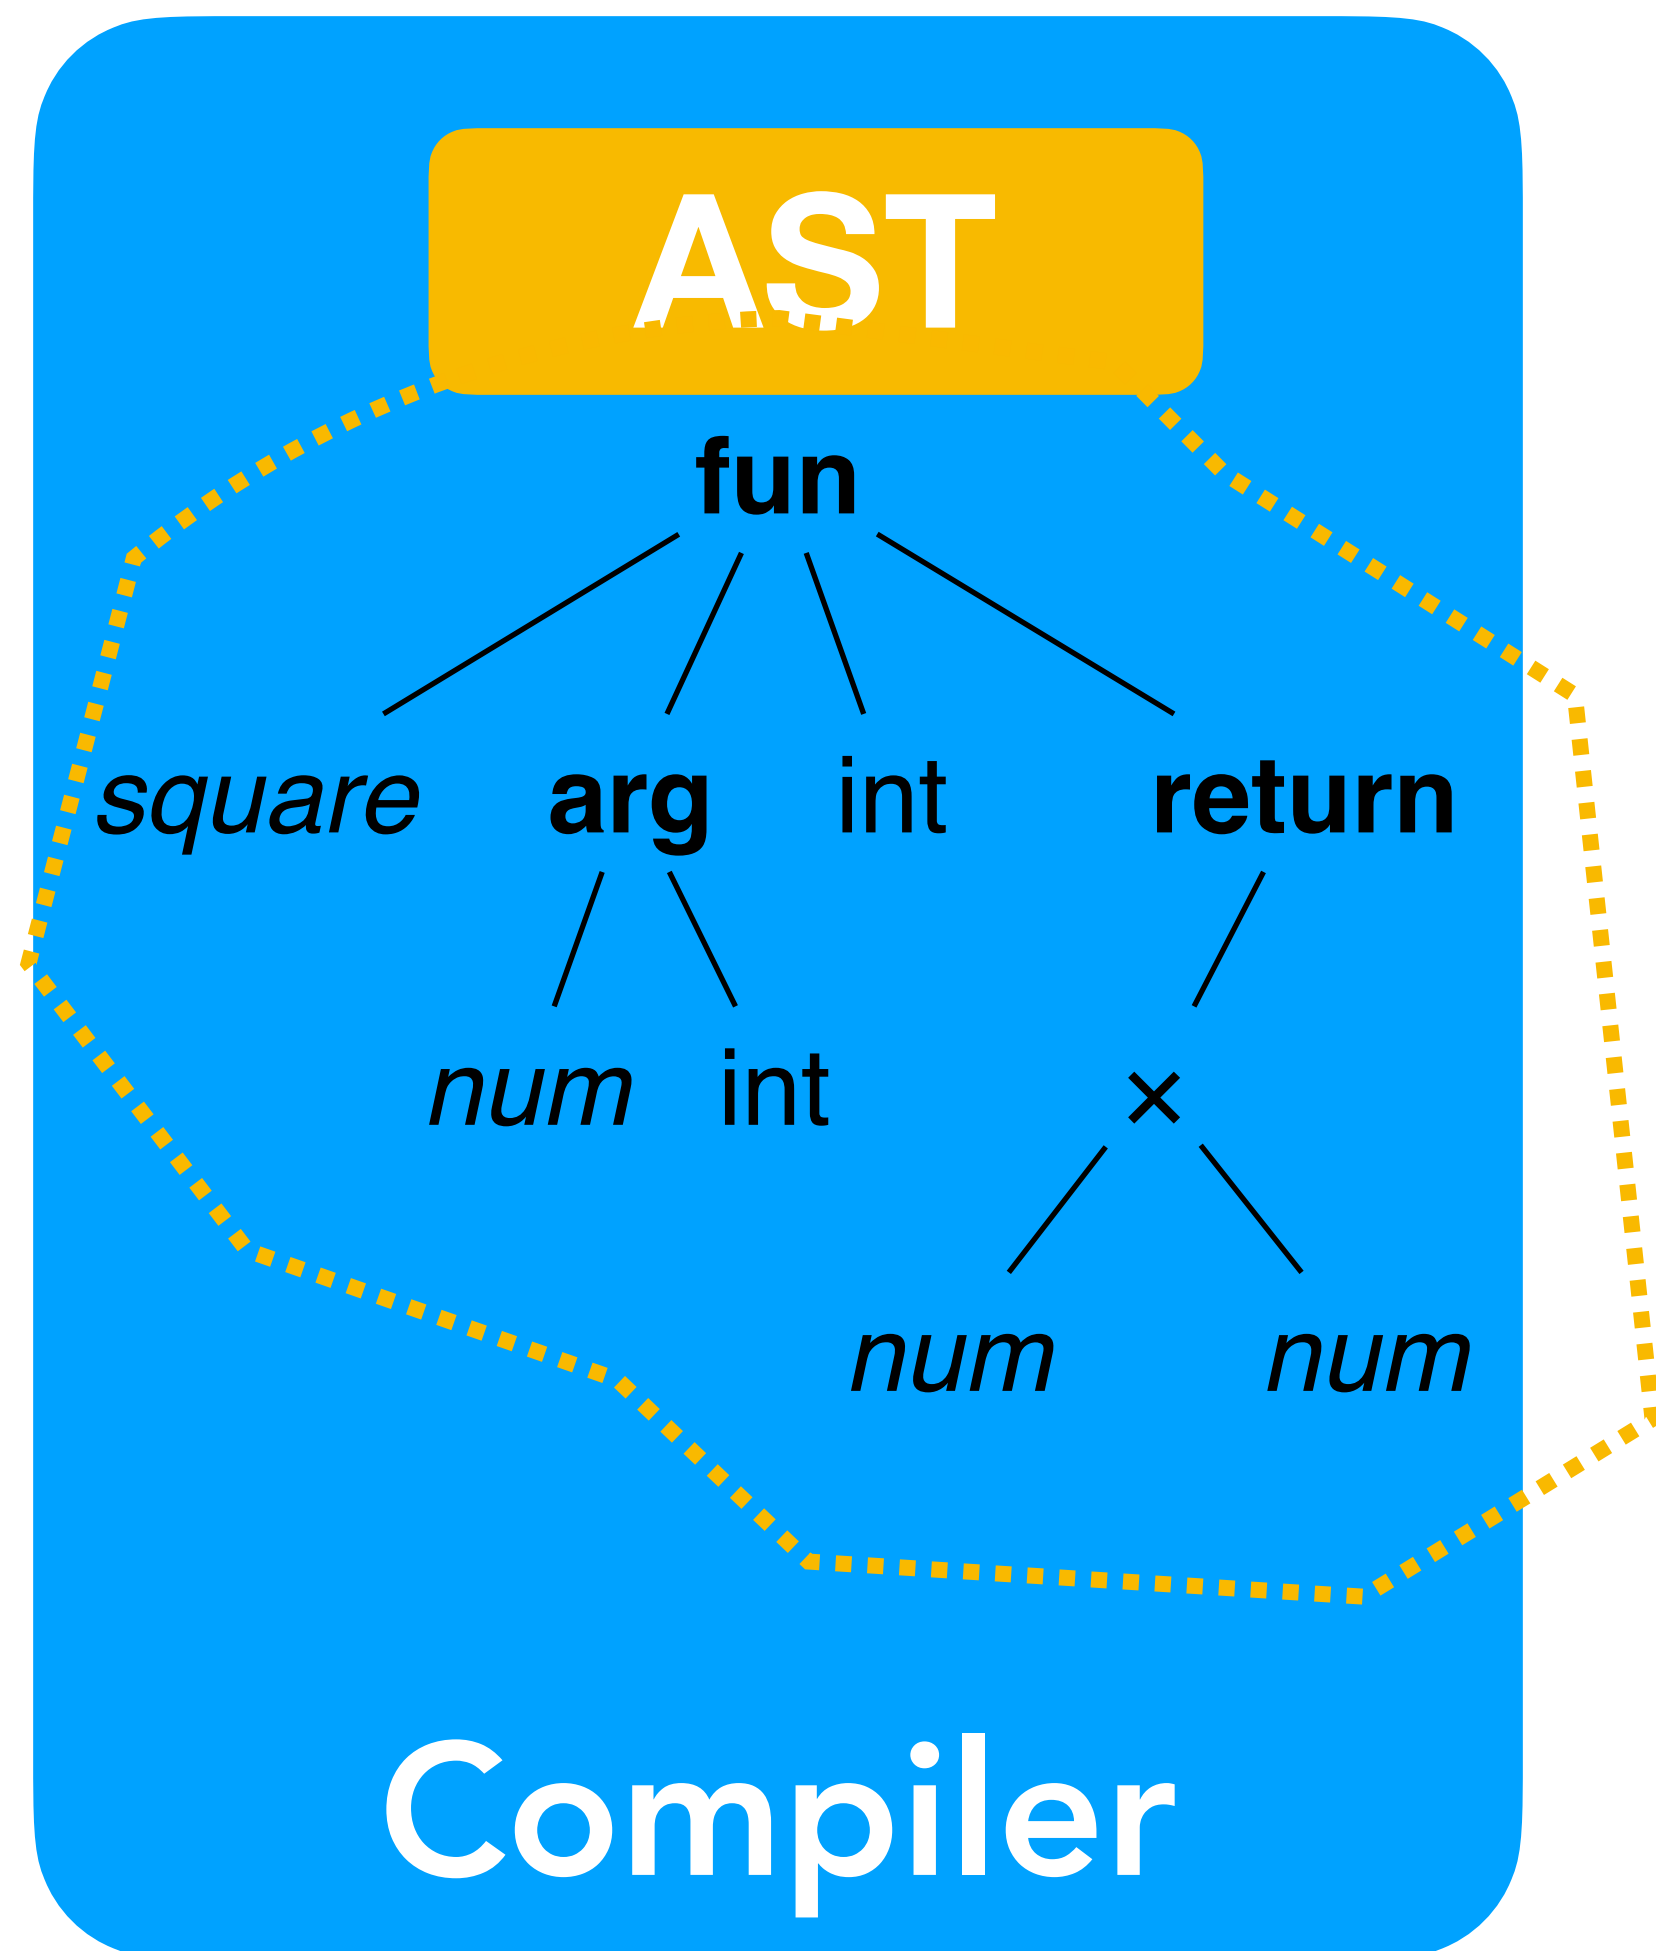 AST
fun
square arg int return
num int ×
num num
Compiler